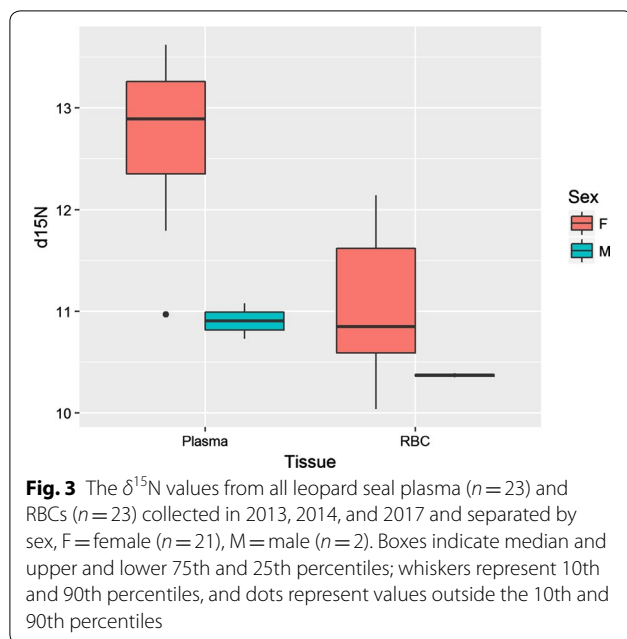 13
12
11
10
d15N
Plasma
RBC
Tissue
Sex
F
M
Fig. 3 The δ¹⁵N values from all leopard seal plasma (n = 23) and
RBCs (n = 23) collected in 2013, 2014, and 2017 and separated by
sex, F = female (n = 21), M = male (n = 2). Boxes indicate median and
upper and lower 75th and 25th percentiles; whiskers represent 10th
and 90th percentiles, and dots represent values outside the 10th and
90th percentiles